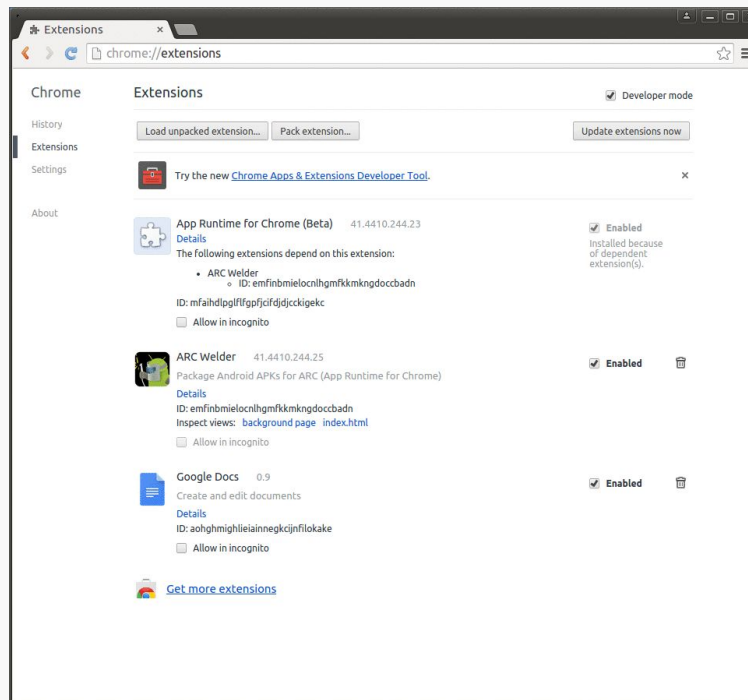 Extensions
chrome://extensions
Chrome
Extensions
Developer mode
History
Extensions
Settings
About
Load unpacked extension...
Pack extension...
Update extensions now
Try the new Chrome Apps & Extensions Developer Tool.
App Runtime for Chrome (Beta) 41.4410.244.23
Enabled
Details
Installed because
of dependent
extension(s).
The following extensions depend on this extension:
ARC Welder
ID: emfinbmielocnlhgmfkkmkngdoccbadn
ID: mfaihdlpglflfgpfjcifdjdjcckigekc
Allow in incognito
ARC Welder 41.4410.244.25
Enabled
Package Android APKs for ARC (App Runtime for Chrome)
Details
ID: emfinbmielocnlhgmfkkmkngdoccbadn
Inspect views: background page index.html
Allow in incognito
Google Docs 0.9
Enabled
Create and edit documents
Details
ID: aohghmighlieiainnegkcijnfilokake
Allow in incognito
Get more extensions